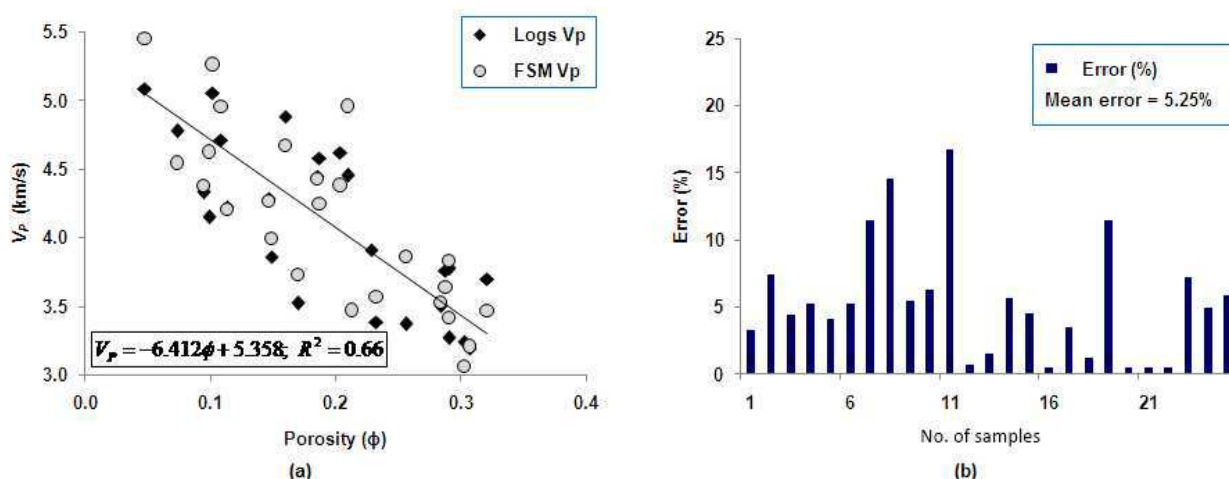 5.5
5.0
4.5
4.0
3.5
3.0
V_P (km/s)
Logs Vp
FSM Vp
V_P = −6.412ϕ + 5.358; R² = 0.66
0.0 0.1 0.2 0.3 0.4
Porosity (ϕ)
(a)
25
20
15
10
5
0
Error (%)
Error (%)
Mean error = 5.25%
1 6 11 16 21
No. of samples
(b)